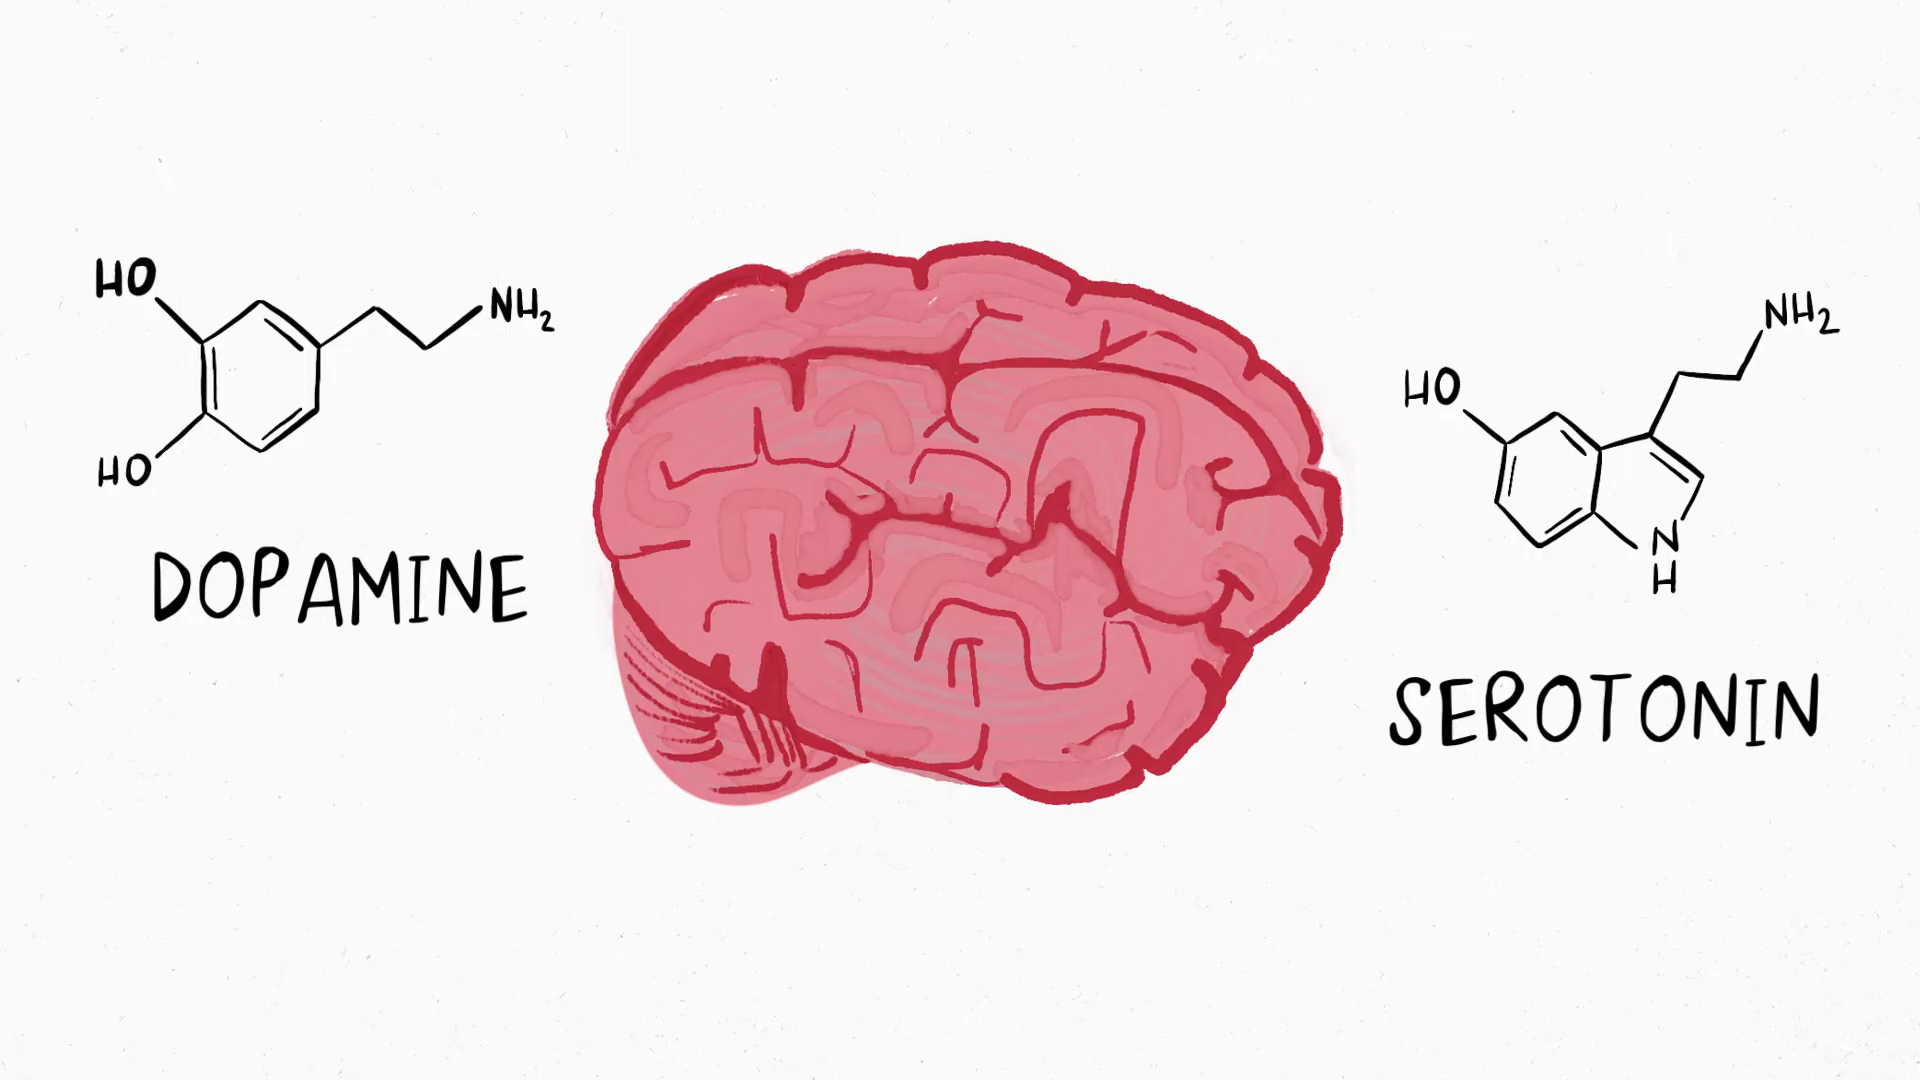 HO
NH₂
HO
DOPAMINE
NH₂
HO
N
H
SEROTONIN